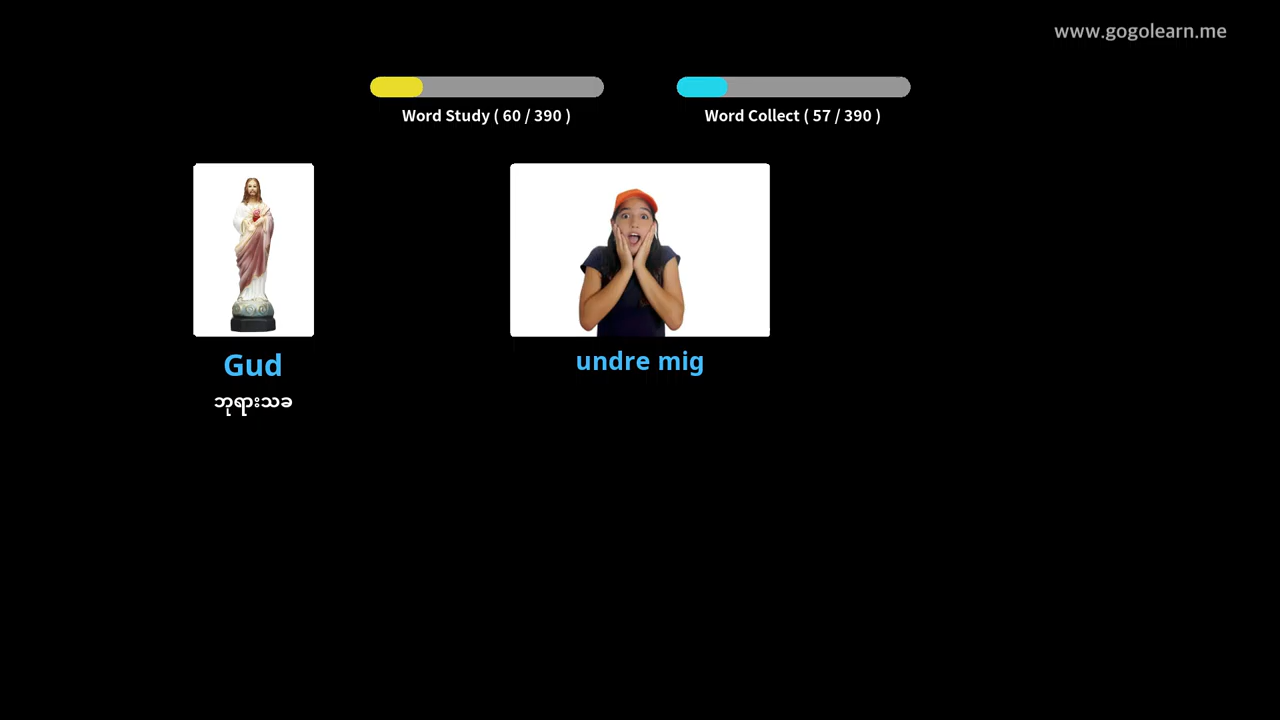 www.gogolearn.me
Word Study ( 60 / 390 )
Word Collect ( 57 / 390 )
Gud
ဘုရားသခ
undre mig